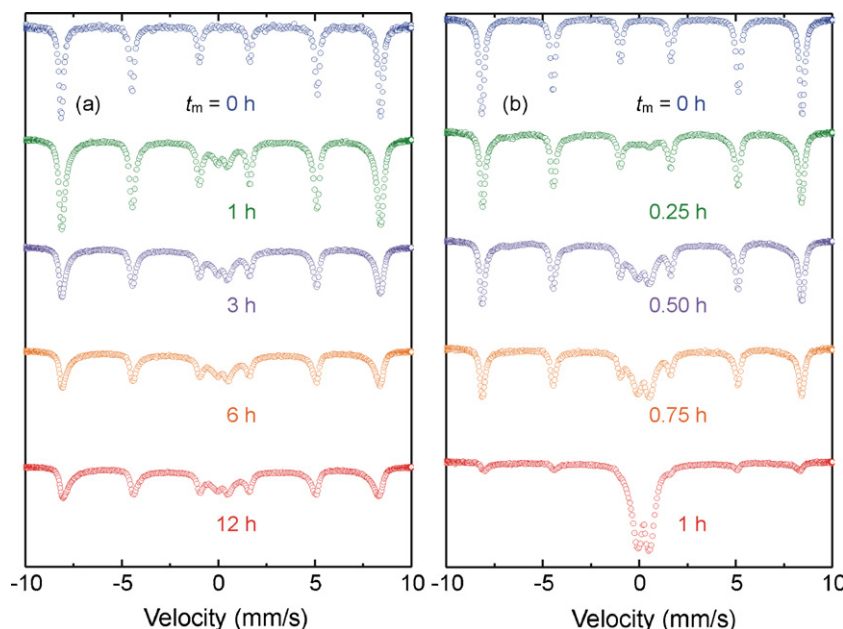 (a)
tm = 0 h
1 h
3 h
6 h
12 h
-10 -5 0 5 10
Velocity (mm/s)
(b)
tm = 0 h
0.25 h
0.50 h
0.75 h
1 h
-10 -5 0 5 10
Velocity (mm/s)